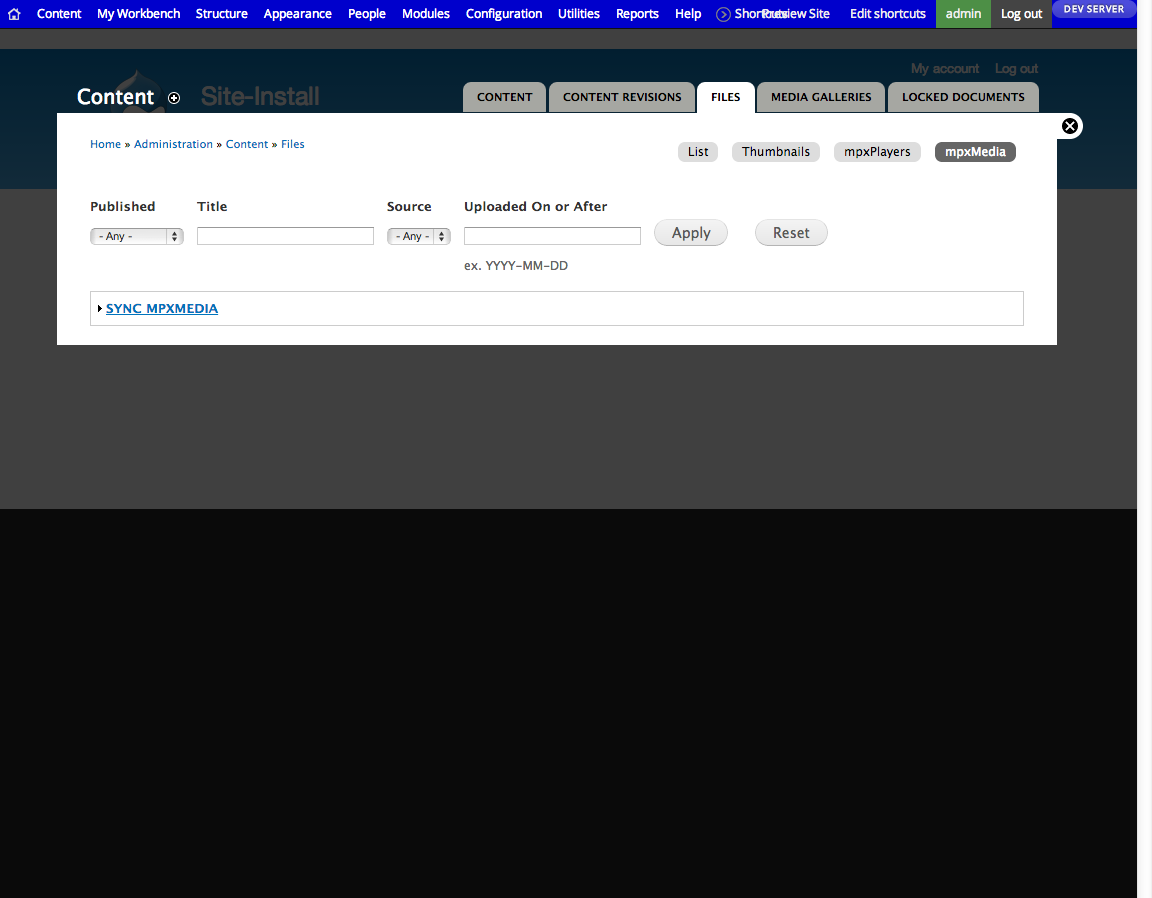 Content My Workbench Structure Appearance People Modules Configuration Utilities Reports Help Shortcuts Preview Site Edit shortcuts admin Log out DEV SERVER
My account Log out
Content Site-Install CONTENT CONTENT REVISIONS FILES MEDIA GALLERIES LOCKED DOCUMENTS
Home » Administration » Content » Files
List Thumbnails mpxPlayers mpxMedia
Published Title Source Uploaded On or After
- Any - - Any - Apply Reset
ex. YYYY-MM-DD
SYNC MPXMEDIA